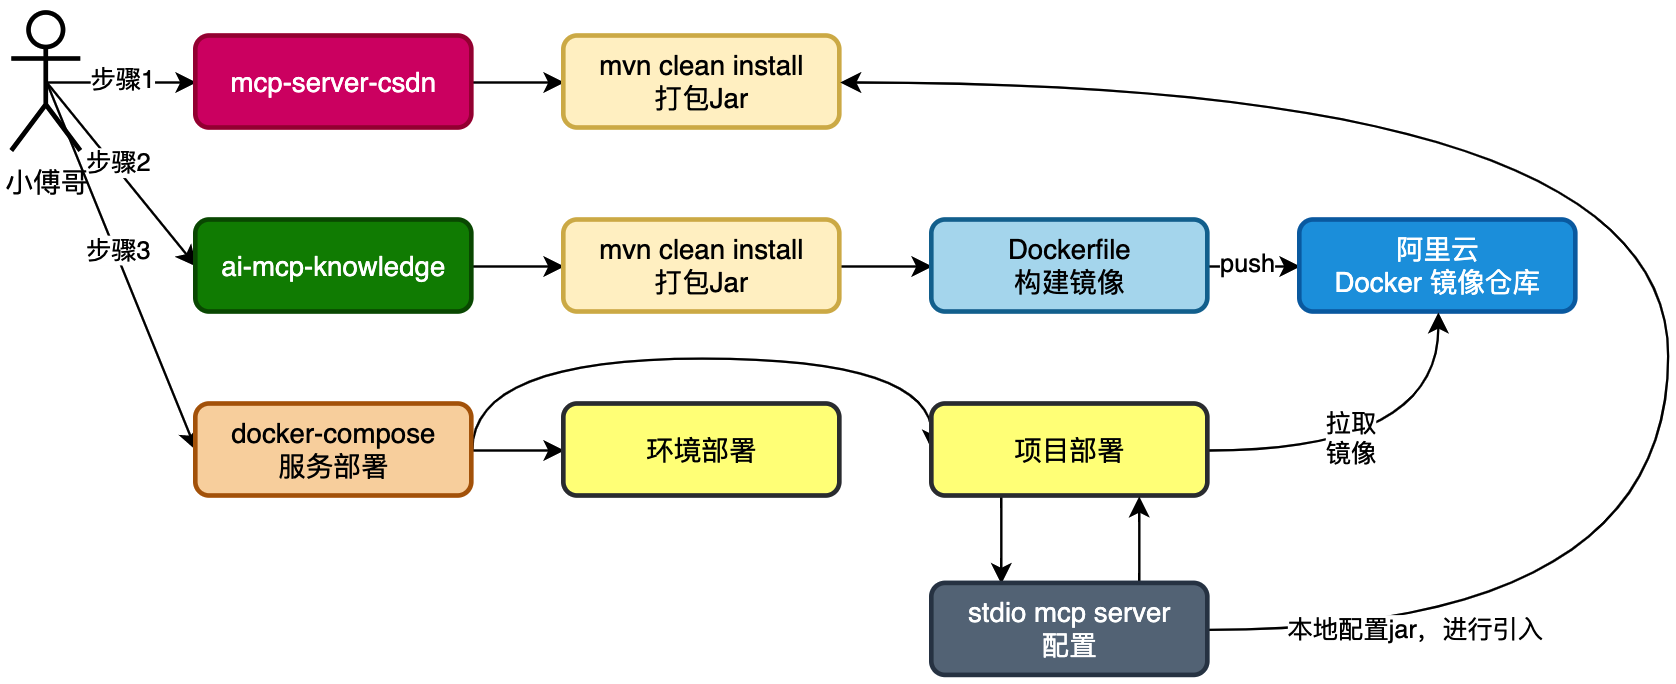 步骤1
mcp-server-csdn
mvn clean install
打包Jar
步骤2
小傅哥
步骤3
ai-mcp-knowledge
mvn clean install
打包Jar
Dockerfile
构建镜像
push
阿里云
Docker 镜像仓库
docker-compose
服务部署
环境部署
项目部署
拉取
镜像
stdio mcp server
配置
本地配置jar，进行引入